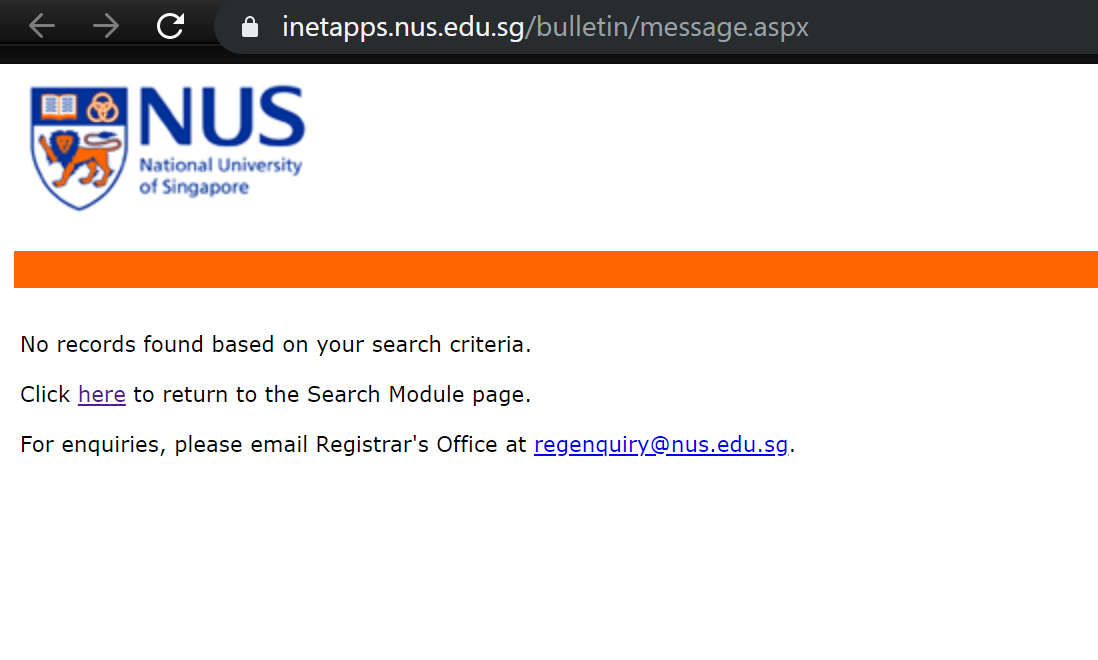 inetapps.nus.edu.sg/bulletin/message.aspx
NUS
National University
of Singapore
No records found based on your search criteria.
Click here to return to the Search Module page.
For enquiries, please email Registrar's Office at regenquiry@nus.edu.sg.